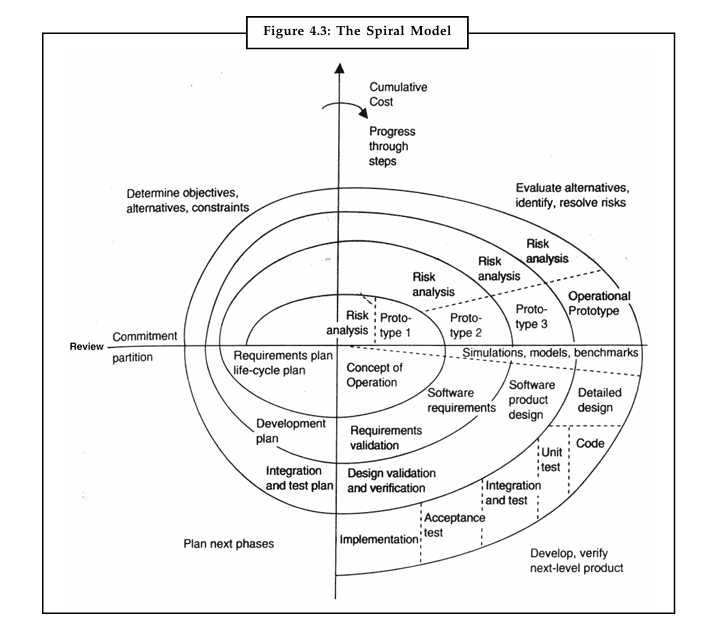 Figure 4.3: The Spiral Model
Cumulative
Cost
Progress
through
steps
Determine objectives,
alternatives, constraints
Evaluate alternatives,
identify, resolve risks
Risk
analysis
Risk
analysis
Risk
analysis
Risk
analysis
Operational
Prototype
Proto-
type 3
Proto-
type 2
Proto-
type 1
Review
Commitment
partition
Requirements plan
life-cycle plan
Concept of
Operation
Simulations, models, benchmarks
Software
requirements
Software
product
design
Detailed
design
Development
plan
Requirements
validation
Code
Unit
test
Integration
and test plan
Design validation
and verification
Integration
and test
Acceptance
test
Implementation
Plan next phases
Develop, verify
next-level product